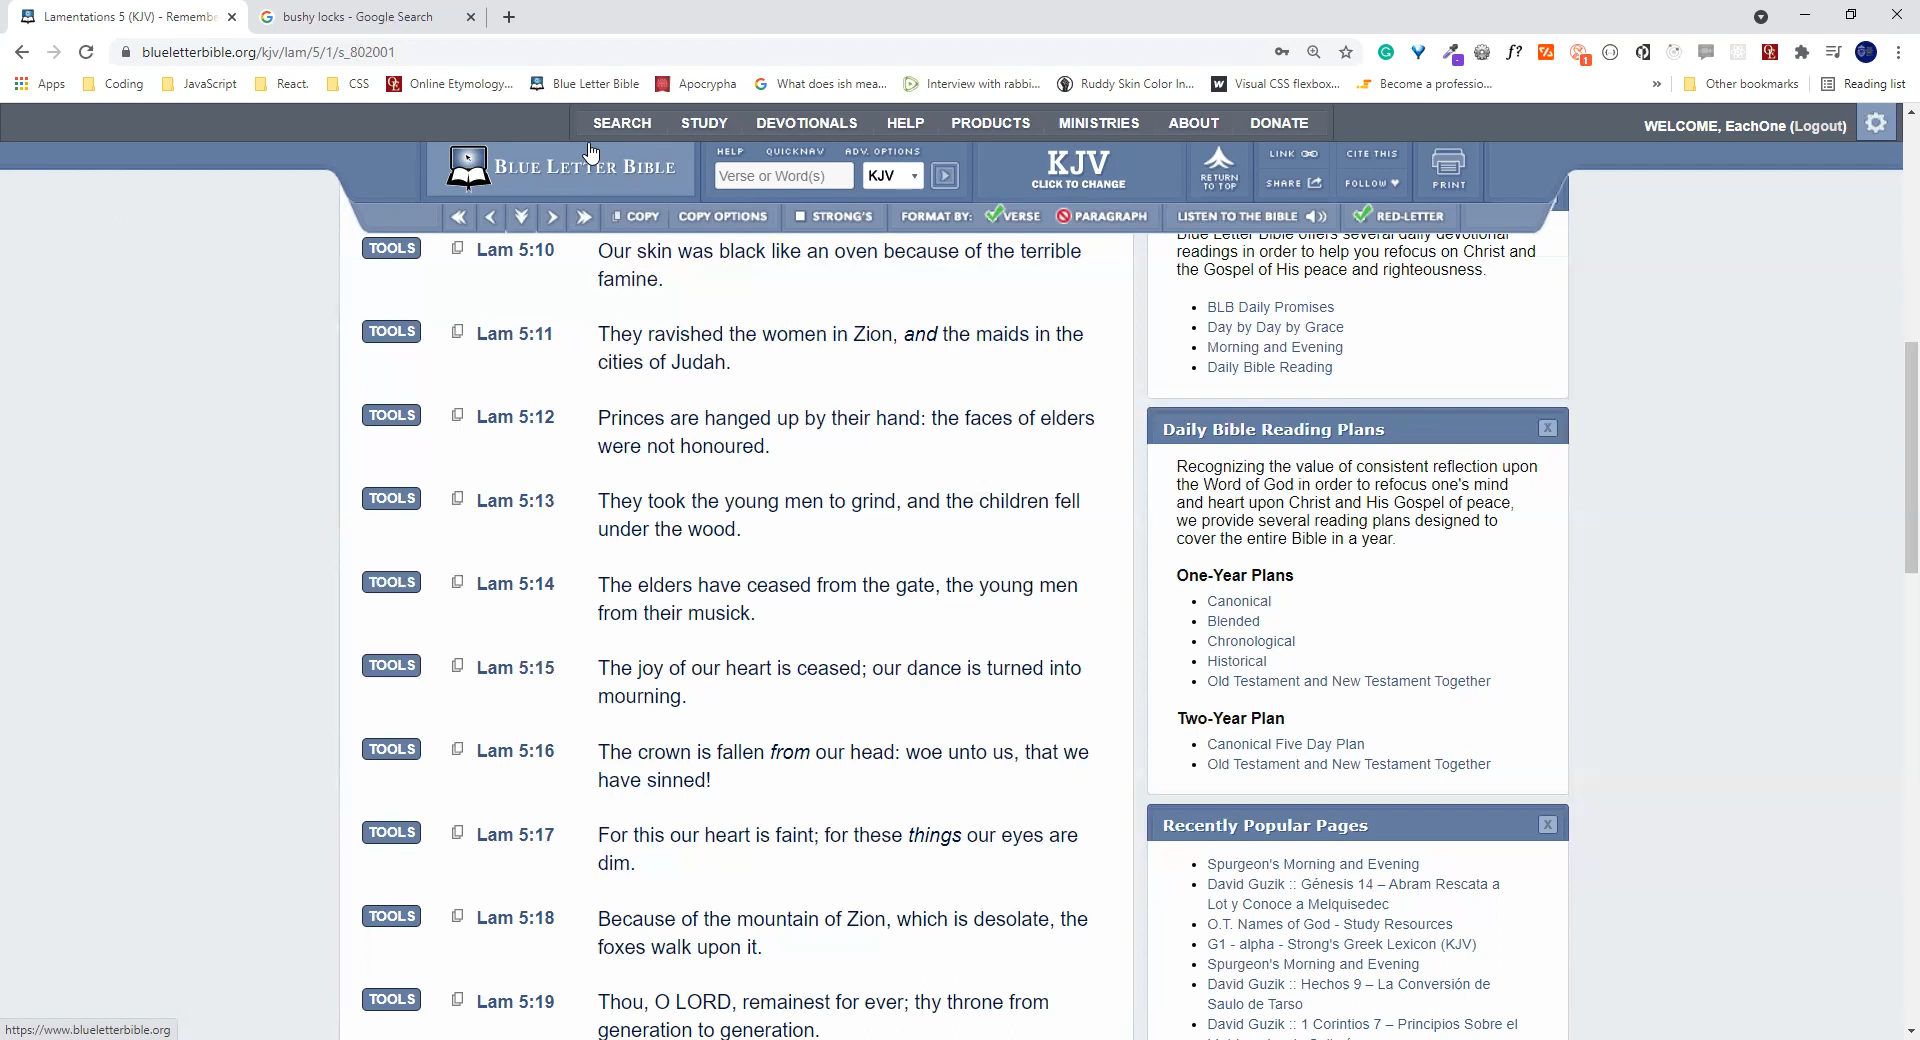 Lamentations 5 (KJV) - Remembe
bushy locks - Google Search
blueletterbible.org/kjv/lam/5/1/s_802001
Apps
Coding
JavaScript
React.
CSS
Online Etymology...
Blue Letter Bible
Apocrypha
What does ish mea...
Interview with rabbi...
Ruddy Skin Color In...
Visual CSS flexbox...
Become a professio...
»
Other bookmarks
Reading list
SEARCH
STUDY
DEVOTIONALS
HELP
PRODUCTS
MINISTRIES
ABOUT
DONATE
WELCOME, EachOne (Logout)
BLUE LETTER BIBLE
HELP
QUICKNAV
ADV. OPTIONS
Verse or Word(s)
KJV
KJV
CLICK TO CHANGE
RETURN
TO TOP
LINK
CITE THIS
SHARE
FOLLOW
PRINT
COPY
COPY OPTIONS
STRONG'S
FORMAT BY:
VERSE
PARAGRAPH
LISTEN TO THE BIBLE
RED-LETTER
TOOLS
Lam 5:10
Our skin was black like an oven because of the terrible
famine.
TOOLS
Lam 5:11
They ravished the women in Zion, and the maids in the
cities of Judah.
TOOLS
Lam 5:12
Princes are hanged up by their hand: the faces of elders
were not honoured.
TOOLS
Lam 5:13
They took the young men to grind, and the children fell
under the wood.
TOOLS
Lam 5:14
The elders have ceased from the gate, the young men
from their musick.
TOOLS
Lam 5:15
The joy of our heart is ceased; our dance is turned into
mourning.
TOOLS
Lam 5:16
The crown is fallen from our head: woe unto us, that we
have sinned!
TOOLS
Lam 5:17
For this our heart is faint; for these things our eyes are
dim.
TOOLS
Lam 5:18
Because of the mountain of Zion, which is desolate, the
foxes walk upon it.
TOOLS
Lam 5:19
Thou, O LORD, remainest for ever; thy throne from
generation to generation.
Blue Letter Bible offers several daily devotional
readings in order to help you refocus on Christ and
the Gospel of His peace and righteousness.
BLB Daily Promises
Day by Day by Grace
Morning and Evening
Daily Bible Reading
Daily Bible Reading Plans
X
Recognizing the value of consistent reflection upon
the Word of God in order to refocus one's mind
and heart upon Christ and His Gospel of peace,
we provide several reading plans designed to
cover the entire Bible in a year.
One-Year Plans
Canonical
Blended
Chronological
Historical
Old Testament and New Testament Together
Two-Year Plan
Canonical Five Day Plan
Old Testament and New Testament Together
Recently Popular Pages
X
Spurgeon's Morning and Evening
David Guzik :: Génesis 14 – Abram Rescata a
Lot y Conoce a Melquisedec
O.T. Names of God - Study Resources
G1 - alpha - Strong's Greek Lexicon (KJV)
Spurgeon's Morning and Evening
David Guzik :: Hechos 9 – La Conversión de
Saulo de Tarso
David Guzik :: 1 Corintios 7 – Principios Sobre el
https://www.blueletterbible.org